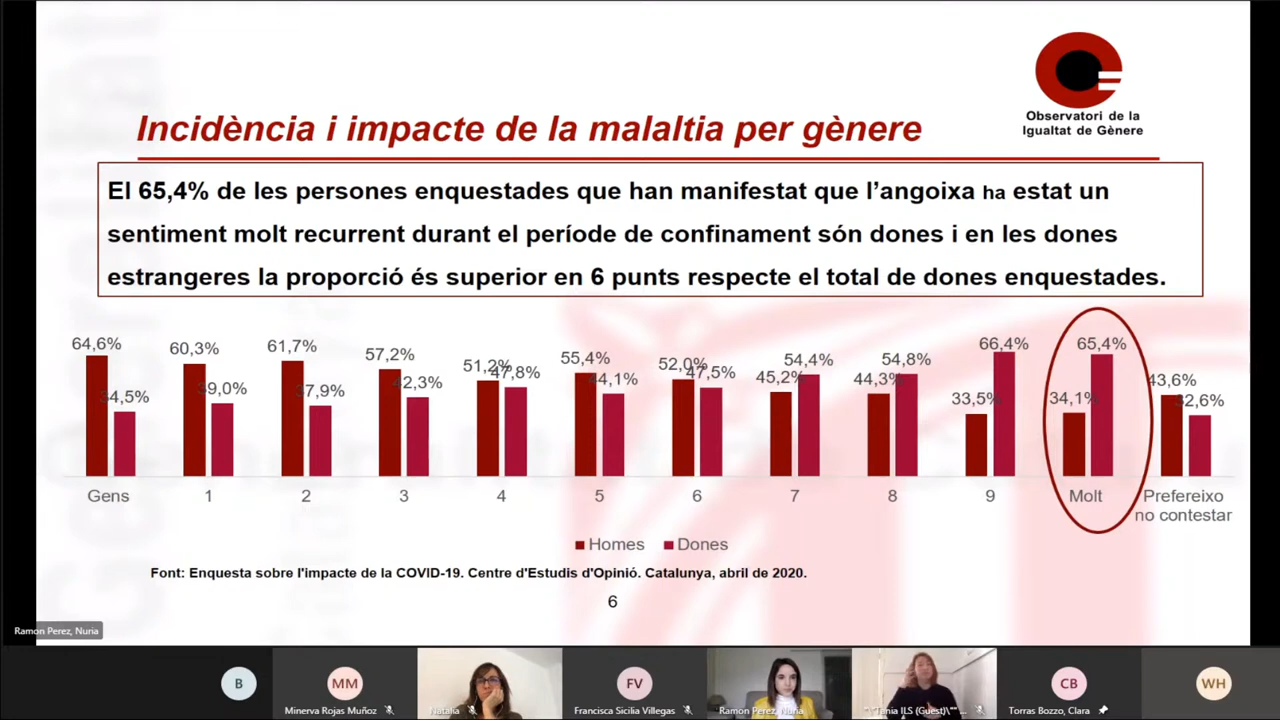 Observatori de la
Igualtat de Gènere
Incidència i impacte de la malaltia per gènere
El 65,4% de les persones enquestades que han manifestat que l'angoixa ha estat un
sentiment molt recurrent durant el període de confinament són dones i en les dones
estrangeres la proporció és superior en 6 punts respecte el total de dones enquestades.
64,6% 34,5% 60,3% 39,0% 61,7% 37,9% 57,2% 42,3% 51,2% 47,8% 55,4% 44,1% 52,0% 47,5% 45,2% 54,4% 44,3% 54,8% 33,5% 66,4% 34,1% 65,4% 43,6% 32,6%
Gens 1 2 3 4 5 6 7 8 9 Molt Prefereixo
no contestar
Homes Dones
Font: Enquesta sobre l'impacte de la COVID-19. Centre d'Estudis d'Opinió. Catalunya, abril de 2020.
6
Ramon Perez, Nuria
B MM FV CB WH
Minerva Rojas Muñoz Natalia Francisca Sicilia Villegas Ramon Perez, Nuria "\"Tània ILS (Guest)\""... Torras Bozzo, Clara